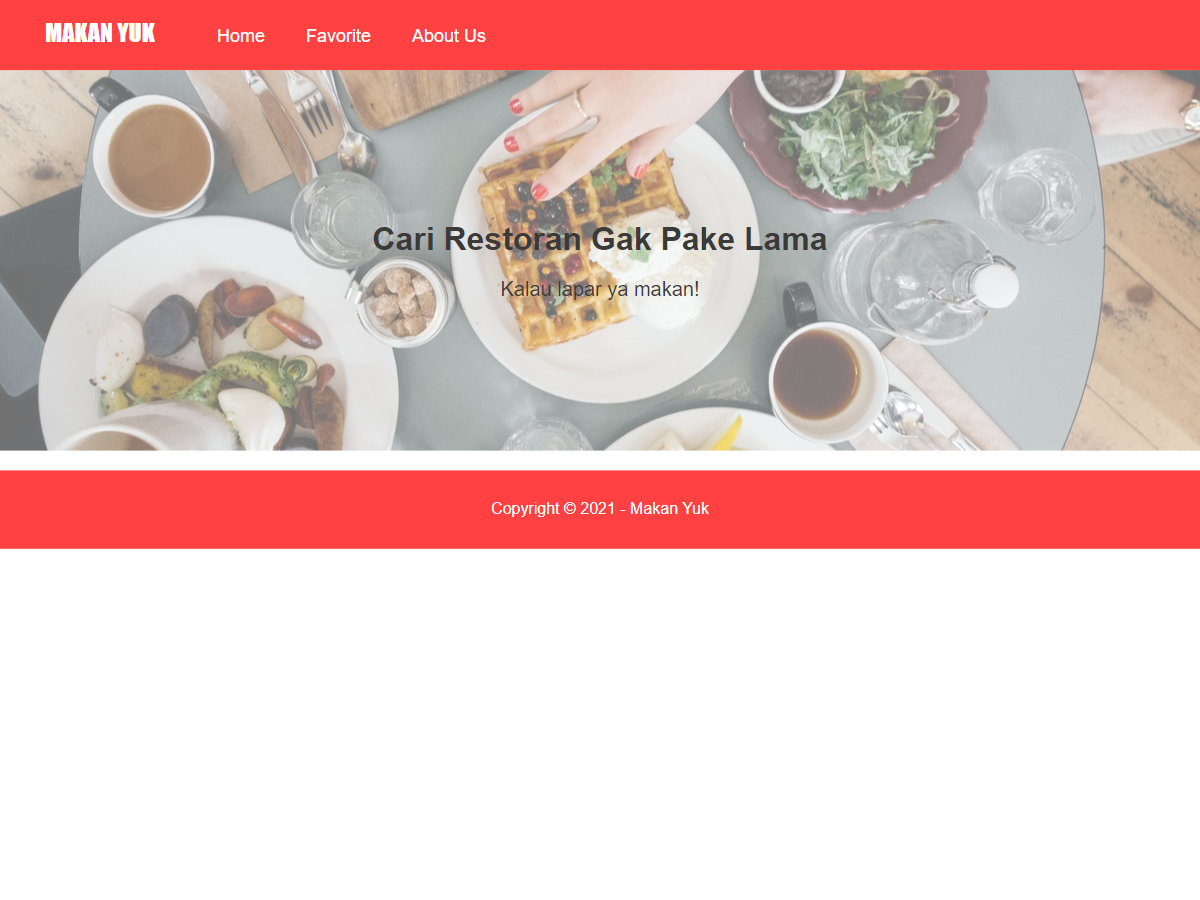 MAKAN YUK
Home Favorite About Us
Cari Restoran Gak Pake Lama
Kalau lapar ya makan!
Copyright © 2021 - Makan Yuk